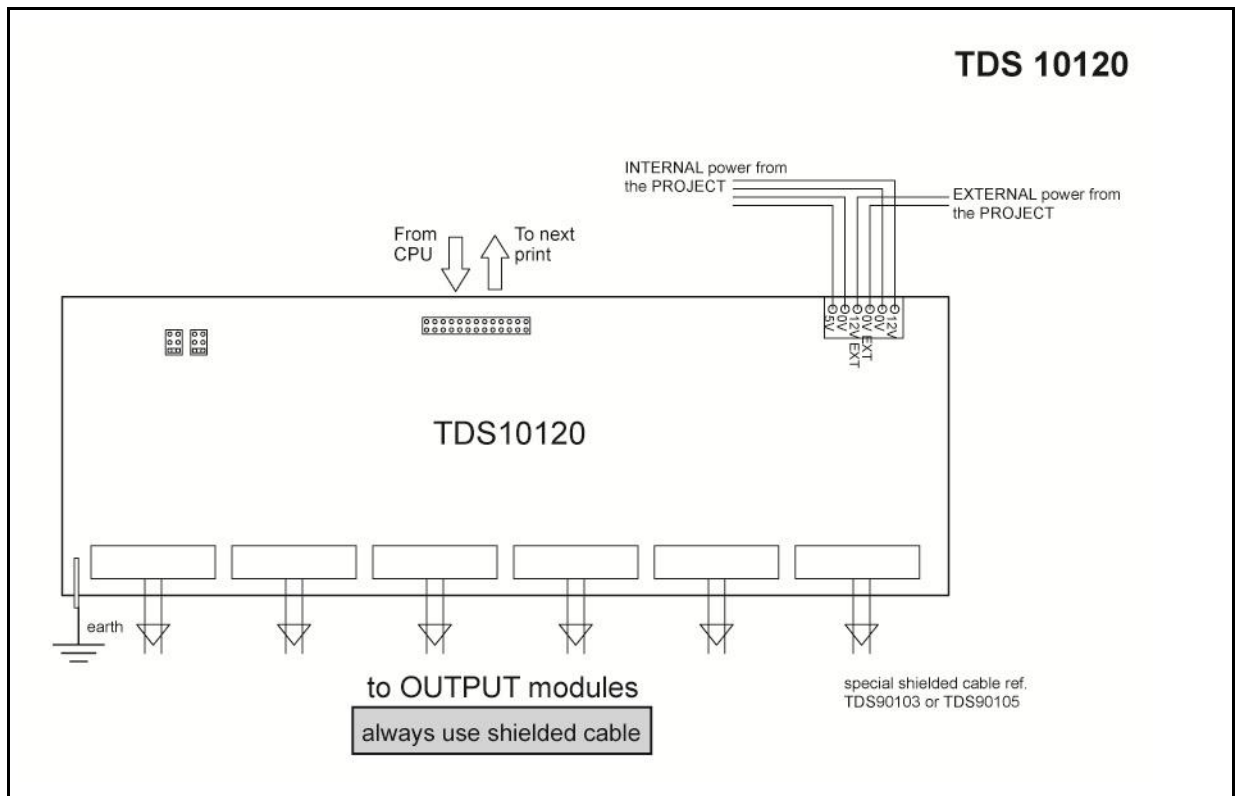 TDS 10120
INTERNAL power from
the PROJECT
EXTERNAL power from
the PROJECT
From
CPU
To next
print
5V
0V
12V EXT
0V EXT
0V
12V
TDS10120
earth
to OUTPUT modules
always use shielded cable
special shielded cable ref.
TDS90103 or TDS90105